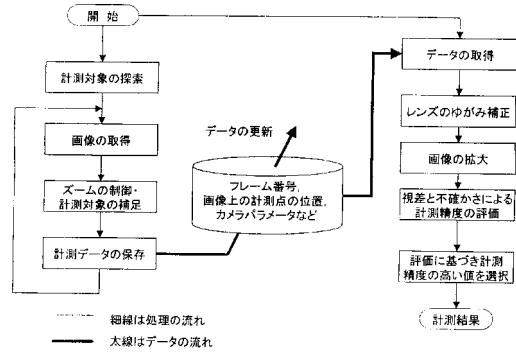 開 始
計測対象の探索
画像の取得
ズームの制御・
計測対象の補足
計測データの保存
データの更新
フレーム番号,
画像上の計測点の位置,
カメラパラメータなど
データの取得
レンズのゆがみ補正
画像の拡大
視差と不確かさによる
計測精度の評価
評価に基づき計測
精度の高い値を選択
計測結果
細線は処理の流れ
太線はデータの流れ